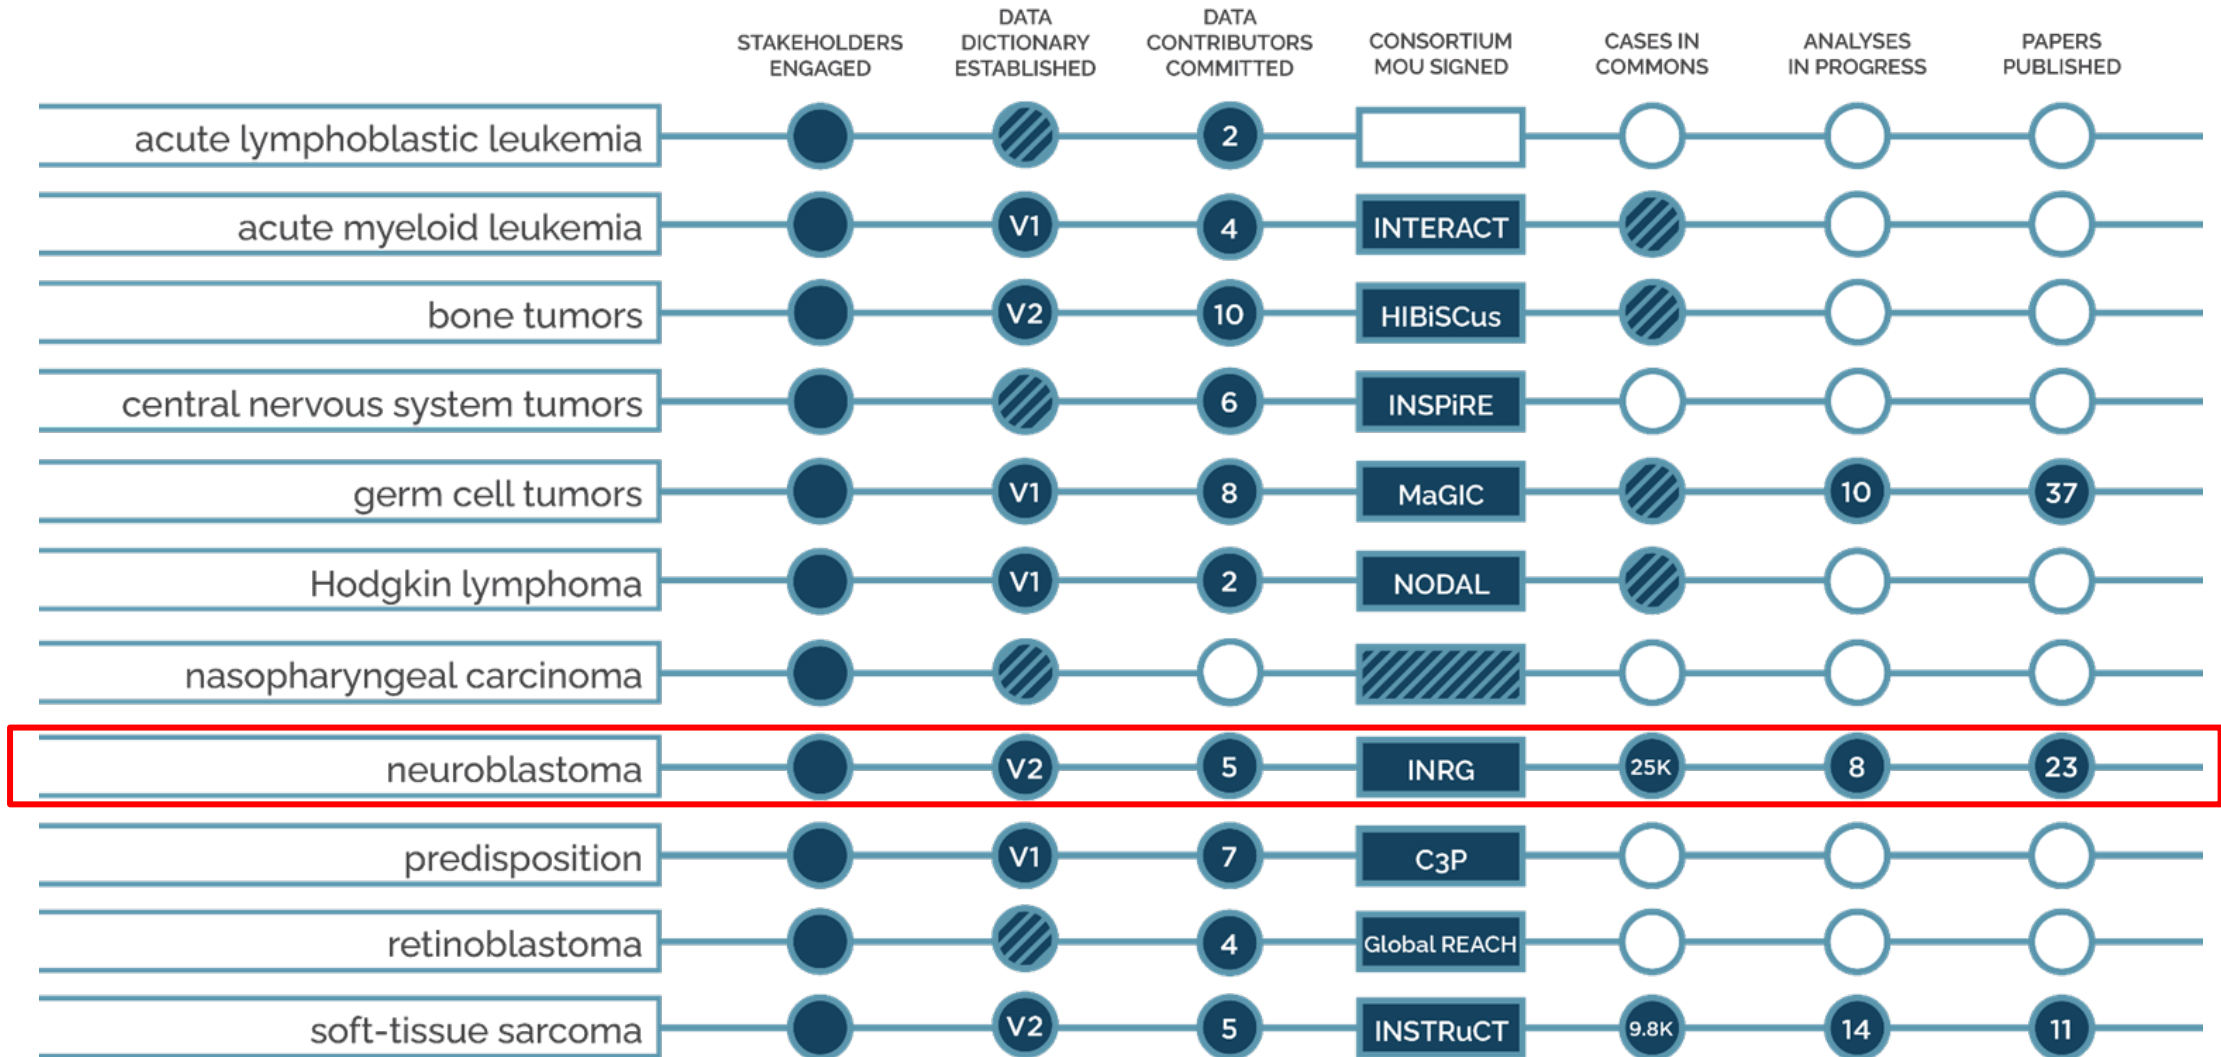 STAKEHOLDERS ENGAGED
DATA DICTIONARY ESTABLISHED
DATA CONTRIBUTORS COMMITTED
CONSORTIUM MOU SIGNED
CASES IN COMMONS
ANALYSES IN PROGRESS
PAPERS PUBLISHED
acute lymphoblastic leukemia 2
acute myeloid leukemia V1 4 INTERACT
bone tumors V2 10 HIBiSCus
central nervous system tumors 6 INSPiRE
germ cell tumors V1 8 MaGIC 10 37
Hodgkin lymphoma V1 2 NODAL
nasopharyngeal carcinoma
neuroblastoma V2 5 INRG 25K 8 23
predisposition V1 7 C3P
retinoblastoma 4 Global REACH
soft-tissue sarcoma V2 5 INSTRuCT 9.8K 14 11